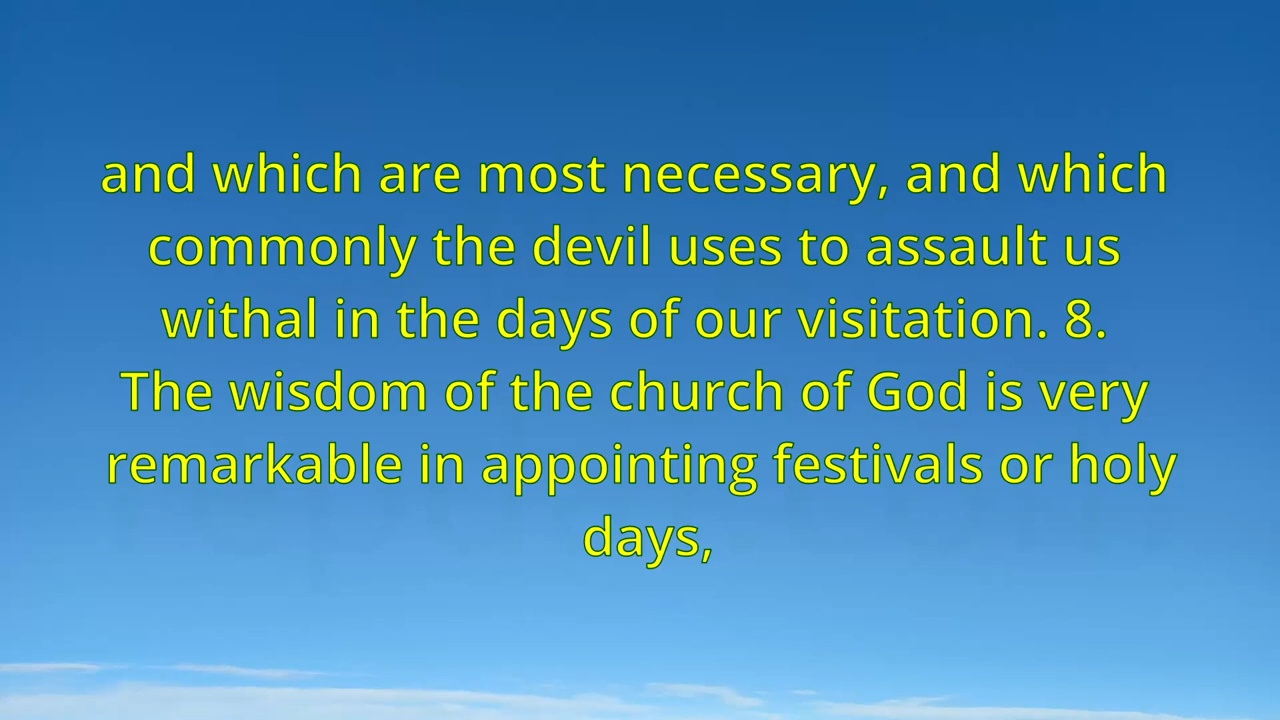 and which are most necessary, and which
commonly the devil uses to assault us
withal in the days of our visitation. 8.
The wisdom of the church of God is very
remarkable in appointing festivals or holy
days,